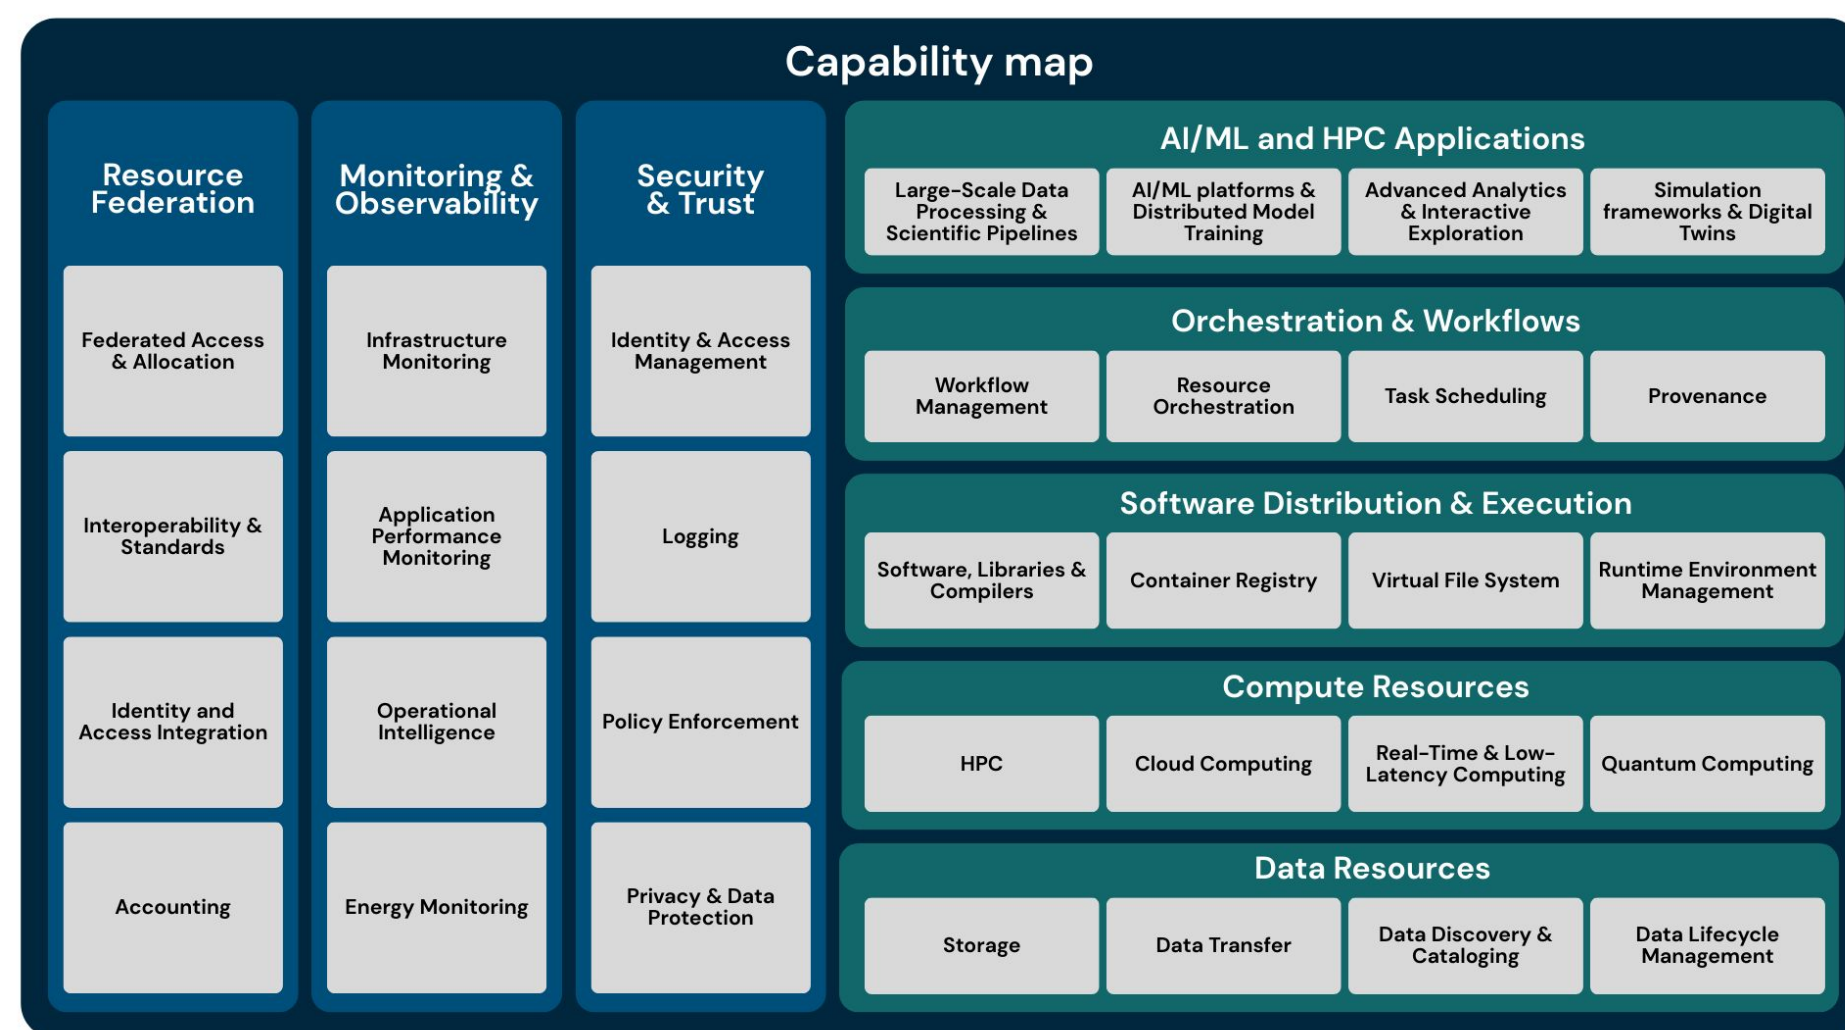 Capability map
Resource
Federation
Federated Access
& Allocation
Interoperability &
Standards
Identity and
Access Integration
Accounting
Monitoring &
Observability
Infrastructure
Monitoring
Application
Performance
Monitoring
Operational
Intelligence
Energy Monitoring
Security
& Trust
Identity & Access
Management
Logging
Policy Enforcement
Privacy & Data
Protection
AI/ML and HPC Applications
Large-Scale Data
Processing &
Scientific Pipelines
AI/ML platforms &
Distributed Model
Training
Advanced Analytics
& Interactive
Exploration
Simulation
frameworks & Digital
Twins
Orchestration & Workflows
Workflow
Management
Resource
Orchestration
Task Scheduling
Provenance
Software Distribution & Execution
Software, Libraries &
Compilers
Container Registry
Virtual File System
Runtime Environment
Management
Compute Resources
HPC
Cloud Computing
Real-Time & Low-
Latency Computing
Quantum Computing
Data Resources
Storage
Data Transfer
Data Discovery &
Cataloging
Data Lifecycle
Management